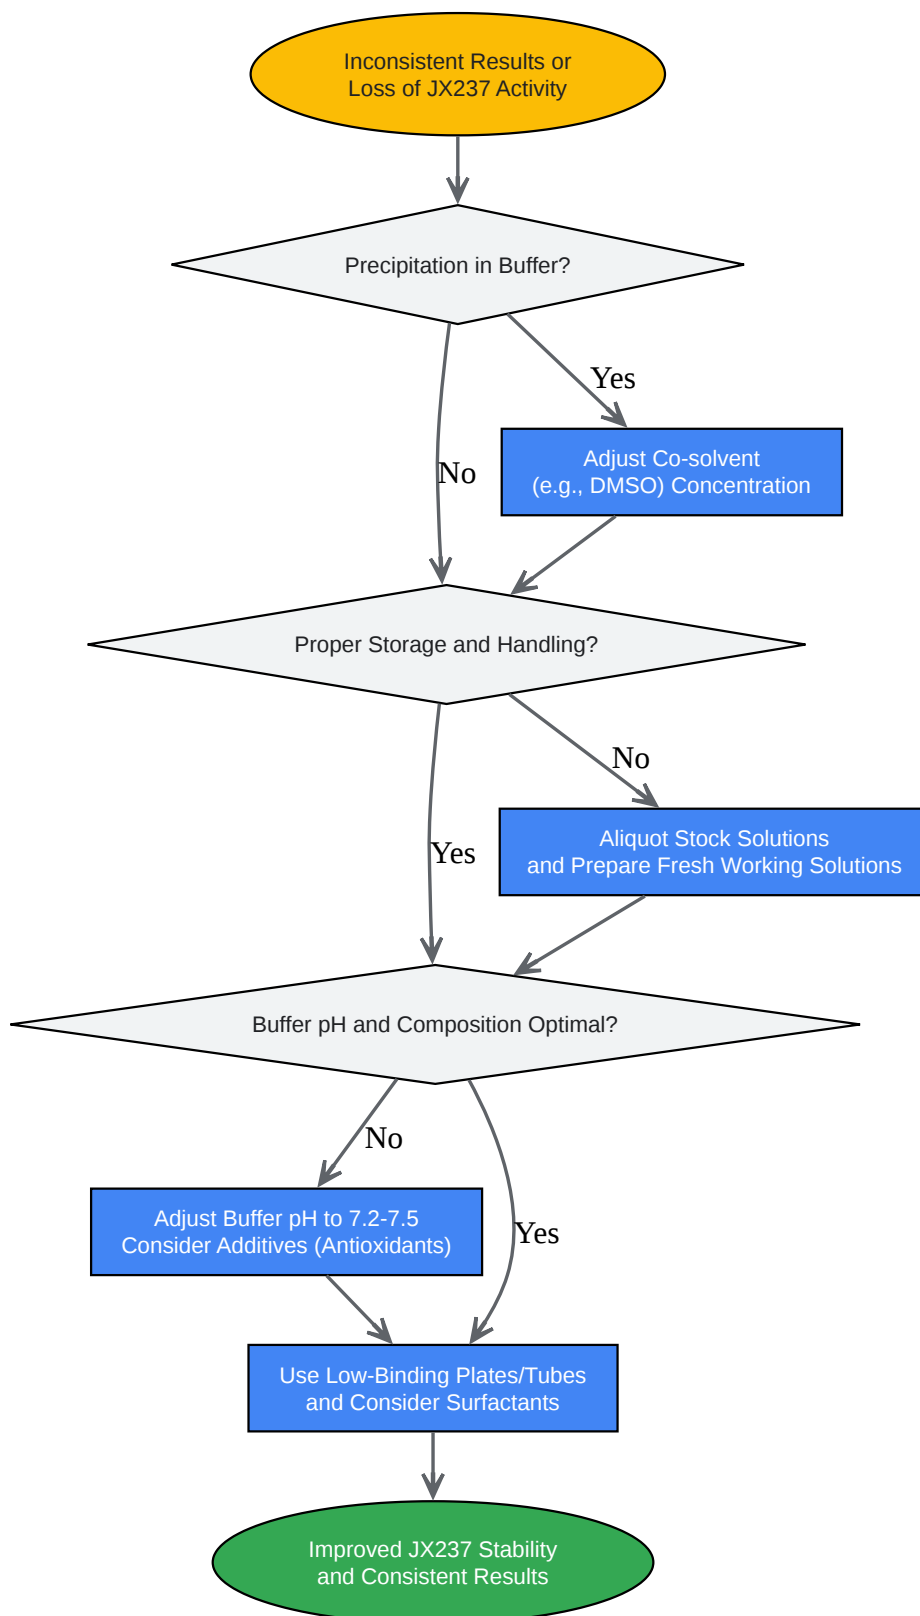 Inconsistent Results or
Loss of JX237 Activity
Precipitation in Buffer?
Yes
No
Adjust Co-solvent
(e.g., DMSO) Concentration
Proper Storage and Handling?
No
Yes
Aliquot Stock Solutions
and Prepare Fresh Working Solutions
Buffer pH and Composition Optimal?
No
Yes
Adjust Buffer pH to 7.2-7.5
Consider Additives (Antioxidants)
Use Low-Binding Plates/Tubes
and Consider Surfactants
Improved JX237 Stability
and Consistent Results